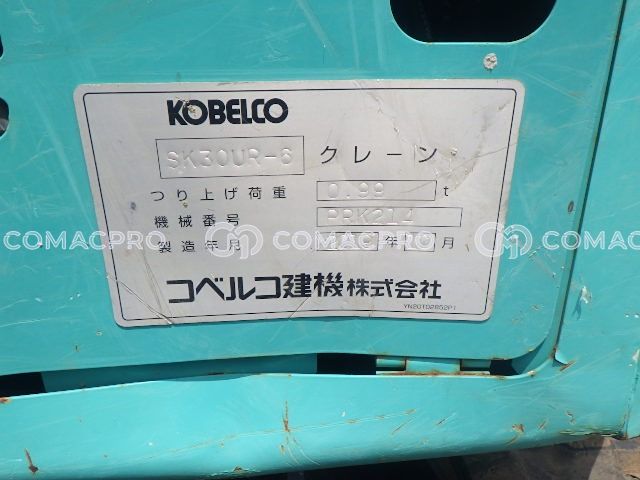 KOBELCO
SK30UR-6 クレーン
つり上げ荷重 0.99 t
機械番号 PRK214
COMACPRO COMACPRO COMACPRO
製造年月 年 月
コベルコ建機株式会社
YN20T02852P1